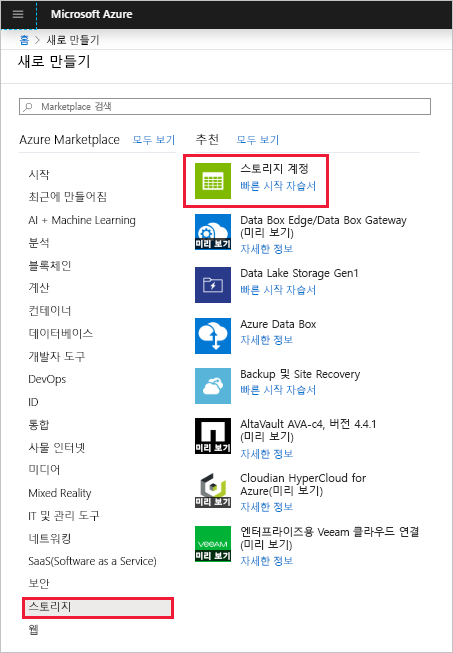 Microsoft Azure
홈 > 새로 만들기
새로 만들기
Marketplace 검색
Azure Marketplace 모두 보기
추천 모두 보기
시작
최근에 만들어짐
AI + Machine Learning
분석
블록체인
계산
컨테이너
데이터베이스
개발자 도구
DevOps
ID
통합
사물 인터넷
미디어
Mixed Reality
IT 및 관리 도구
네트워킹
SaaS(Software as a Service)
보안
스토리지
웹
스토리지 계정
빠른 시작 자습서
미리 보기
Data Box Edge/Data Box Gateway
(미리 보기)
자세한 정보
Data Lake Storage Gen1
빠른 시작 자습서
Azure Data Box
자세한 정보
Backup 및 Site Recovery
빠른 시작 자습서
미리 보기
AltaVault AVA-c4, 버전 4.4.1
(미리 보기)
자세한 정보
미리 보기
Cloudian HyperCloud for
Azure(미리 보기)
자세한 정보
veeam
미리 보기
엔터프라이즈용 Veeam 클라우드 연결
(미리 보기)
자세한 정보